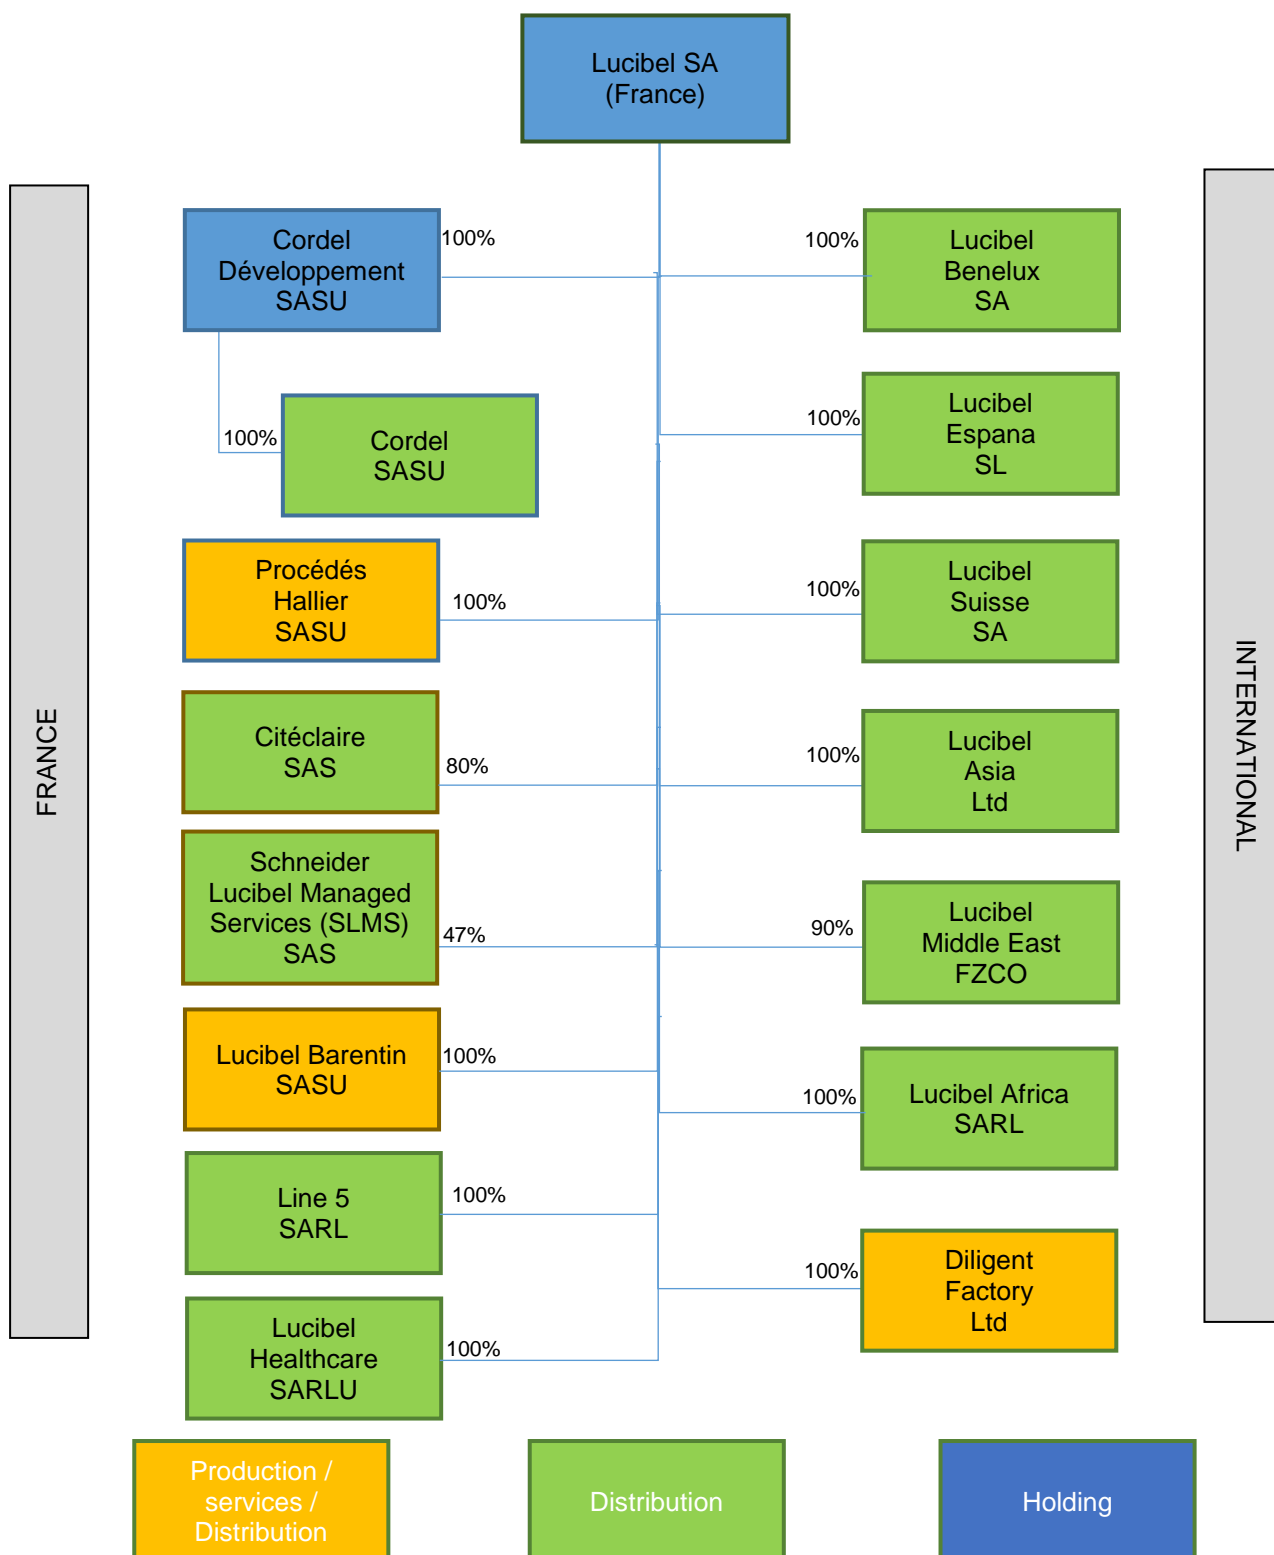 Lucibel SA
(France)
FRANCE
Cordel
Développement
SASU
100%
100%
Cordel
SASU
Procédés
Hallier
SASU
100%
Citéclaire
SAS
80%
Schneider
Lucibel Managed
Services (SLMS)
SAS
47%
Lucibel Barentin
SASU
100%
Line 5
SARL
100%
Lucibel
Healthcare
SARLU
100%
100%
Lucibel
Benelux
SA
100%
Lucibel
Espana
SL
100%
Lucibel
Suisse
SA
100%
Lucibel
Asia
Ltd
90%
Lucibel
Middle East
FZCO
100%
Lucibel Africa
SARL
100%
Diligent
Factory
Ltd
INTERNATIONAL
Production /
services /
Distribution
Distribution
Holding